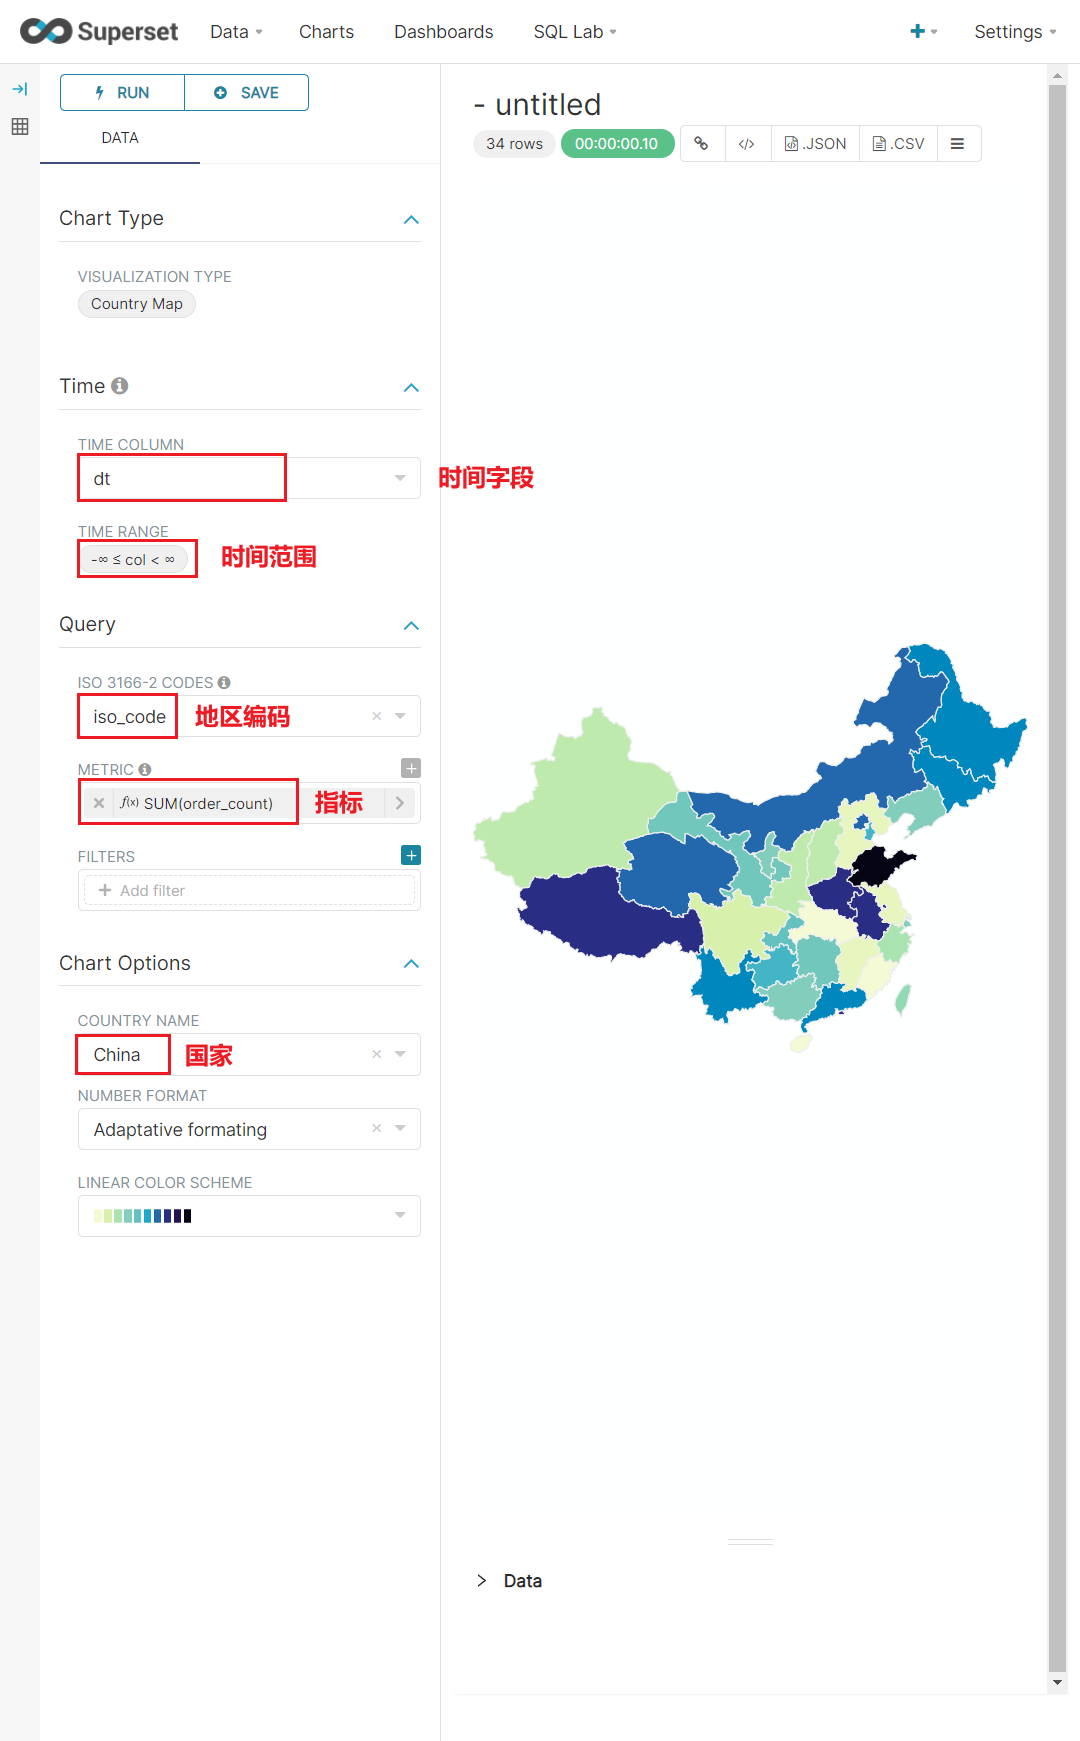 Superset Data Charts Dashboards SQL Lab Settings
RUN SAVE
DATA
- untitled
34 rows 00:00:00.10 </> .JSON .CSV
Chart Type
VISUALIZATION TYPE
Country Map
Time
TIME COLUMN
dt 时间字段
TIME RANGE
-∞ ≤ col < ∞ 时间范围
Query
ISO 3166-2 CODES
iso_code 地区编码
METRIC
f(x) SUM(order_count) 指标
FILTERS
+ Add filter
Chart Options
COUNTRY NAME
China 国家
NUMBER FORMAT
Adaptative formating
LINEAR COLOR SCHEME
Data